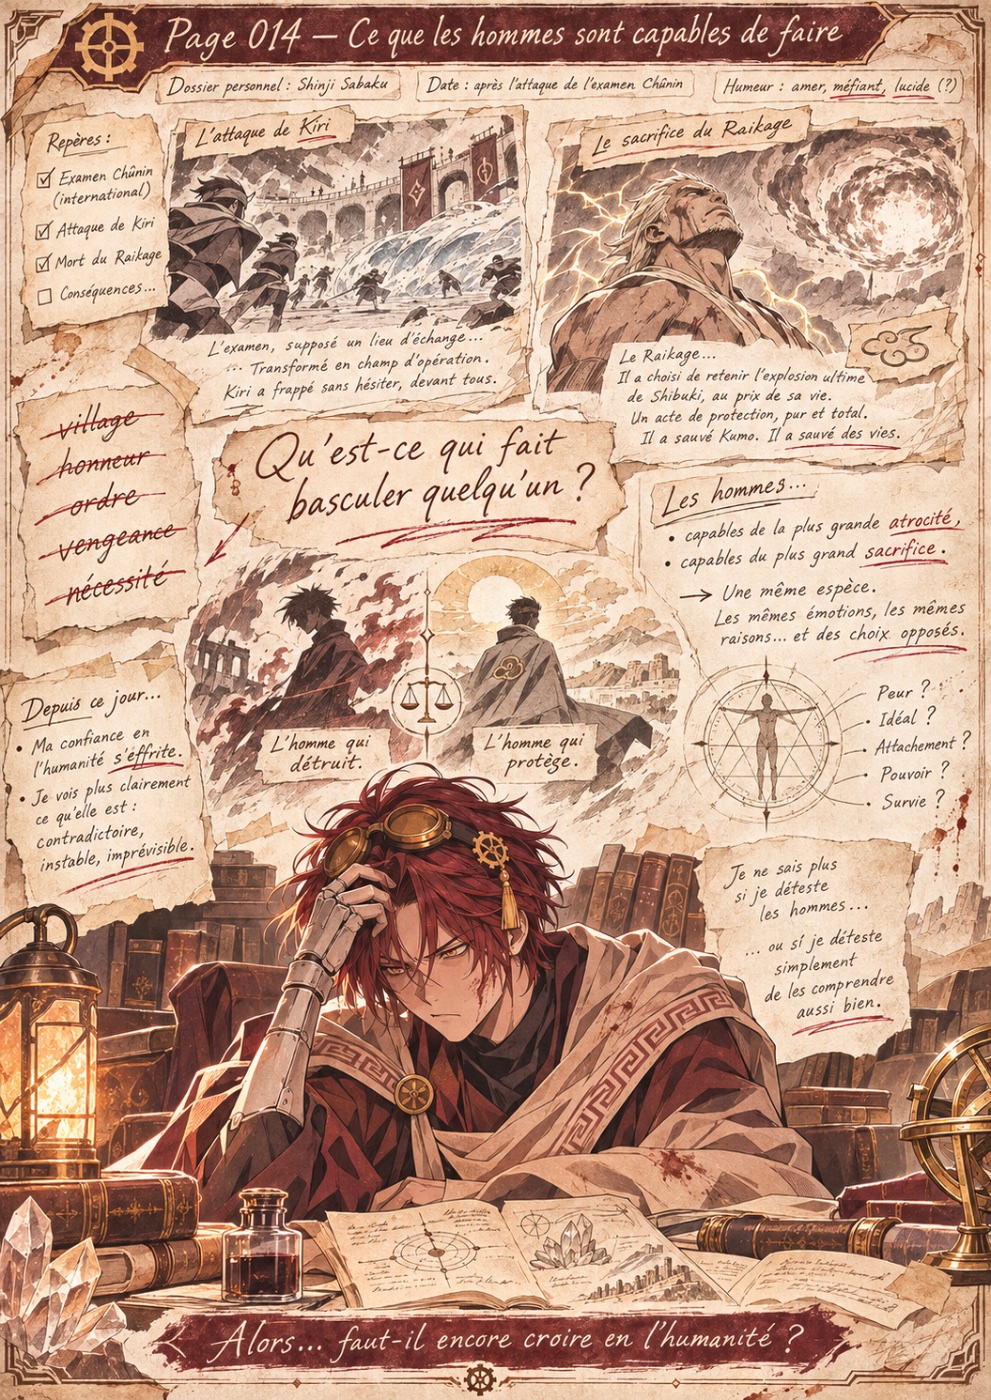 Page 014 — Ce que les hommes sont capables de faire
Dossier personnel : Shinji Sabaku
Date : après l'attaque de l'examen Chûnin
Humeur : amer, méfiant, lucide (?)
Repères :
Examen Chûnin
(international)
Attaque de Kiri
Mort du Raikage
Conséquences...
L'attaque de Kiri
L'examen, supposé un lieu d'échange...
... Transformé en champ d'opération.
Kiri a frappé sans hésiter, devant tous.
Le sacrifice du Raikage
Le Raikage...
Il a choisi de retenir l'explosion ultime
de Shibuki, au prix de sa vie.
Un acte de protection, pur et total.
Il a sauvé Kumo. Il a sauvé des vies.
village
honneur
ordre
vengeance
nécessité
Qu'est-ce qui fait
basculer quelqu'un ?
Les hommes...
• capables de la plus grande atrocité,
• capables du plus grand sacrifice.
→ Une même espèce.
Les mêmes émotions, les mêmes
raisons... et des choix opposés.
L'homme qui
détruit.
L'homme qui
protège.
Peur ?
Idéal ?
Attachement ?
Pouvoir ?
Survie ?
Depuis ce jour...
• Ma confiance en
l'humanité s'effrite.
• Je vois plus clairement
ce qu'elle est :
contradictoire,
instable, imprévisible.
Je ne sais plus
si je déteste
les hommes...
... ou si je déteste
simplement
de les comprendre
aussi bien.
Alors... faut-il encore croire en l'humanité ?